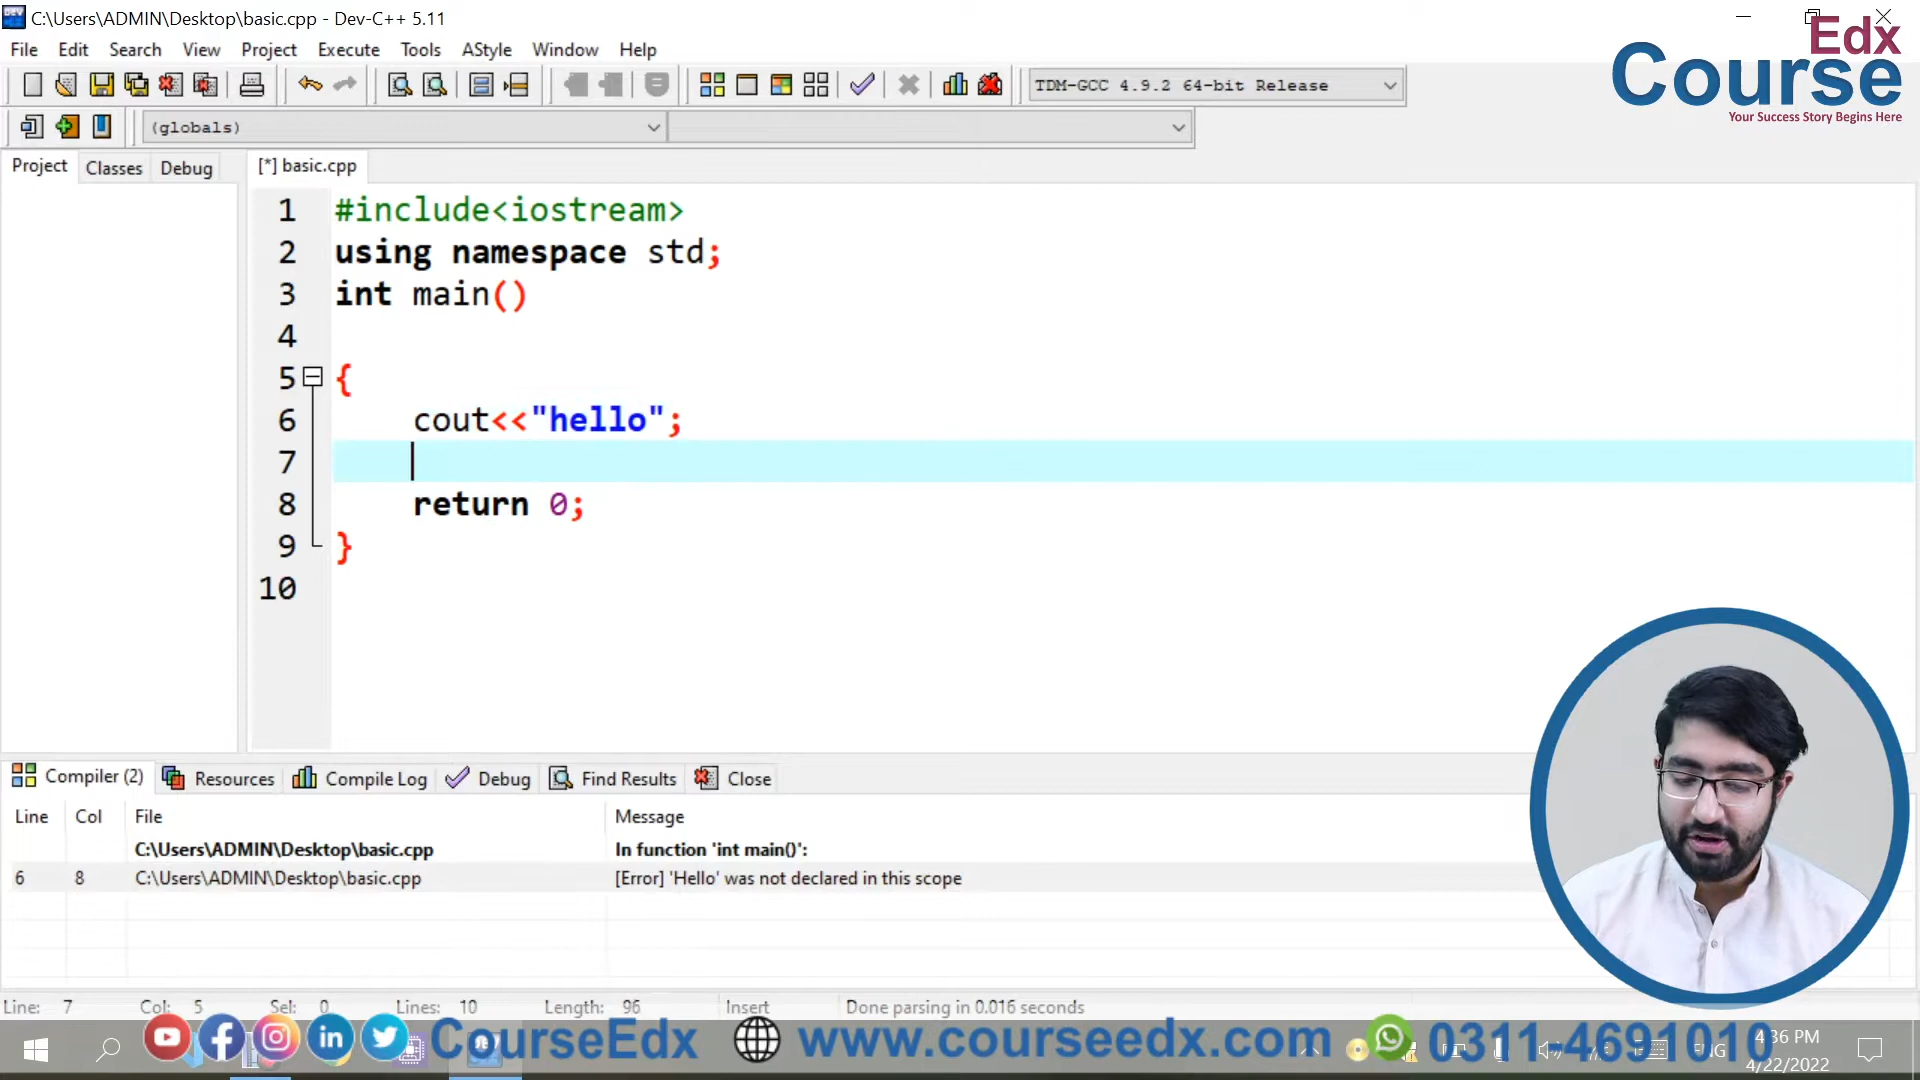 C:\Users\ADMIN\Desktop\basic.cpp - Dev-C++ 5.11
File Edit Search View Project Execute Tools AStyle Window Help
Edx
Course
Your Success Story Begins Here
TDM-GCC 4.9.2 64-bit Release
(globals)
Project Classes Debug
[*] basic.cpp
1 #include<iostream>
2 using namespace std;
3 int main()
4
5 {
6 cout<<"hello";
7
8 return 0;
9 }
10
Compiler (2) Resources Compile Log Debug Find Results Close
Line Col File Message
C:\Users\ADMIN\Desktop\basic.cpp In function 'int main()':
6 8 C:\Users\ADMIN\Desktop\basic.cpp [Error] 'Hello' was not declared in this scope
Line: 7 Col: 5 Sel: 0 Lines: 10 Length: 96 Insert Done parsing in 0.016 seconds
CourseEdx www.courseedx.com 0311-4691010
ENG
4:36 PM
4/22/2022